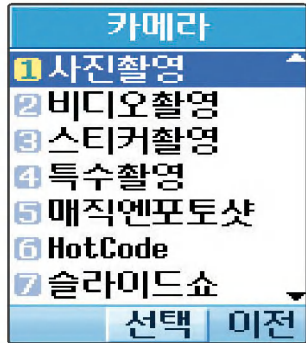 카메라
1 사진촬영
2 비디오촬영
3 스티커촬영
4 특수촬영
5 매직엔포토샷
6 HotCode
7 슬라이드쇼
선택 이전